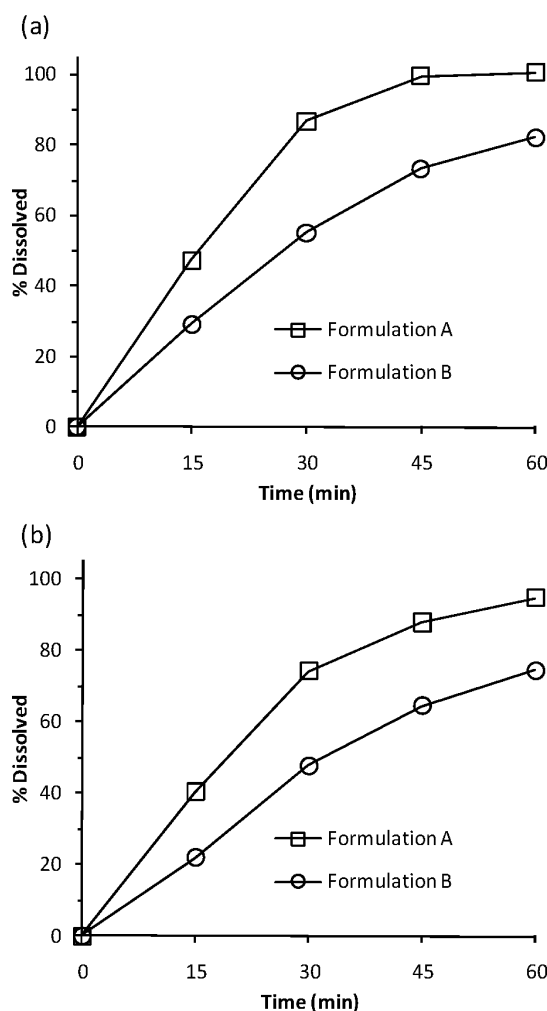 (a)
100
80
60
40
20
0
% Dissolved
Formulation A
Formulation B
0 15 30 45 60
Time (min)
(b)
100
80
60
40
20
0
% Dissolved
Formulation A
Formulation B
0 15 30 45 60
Time (min)